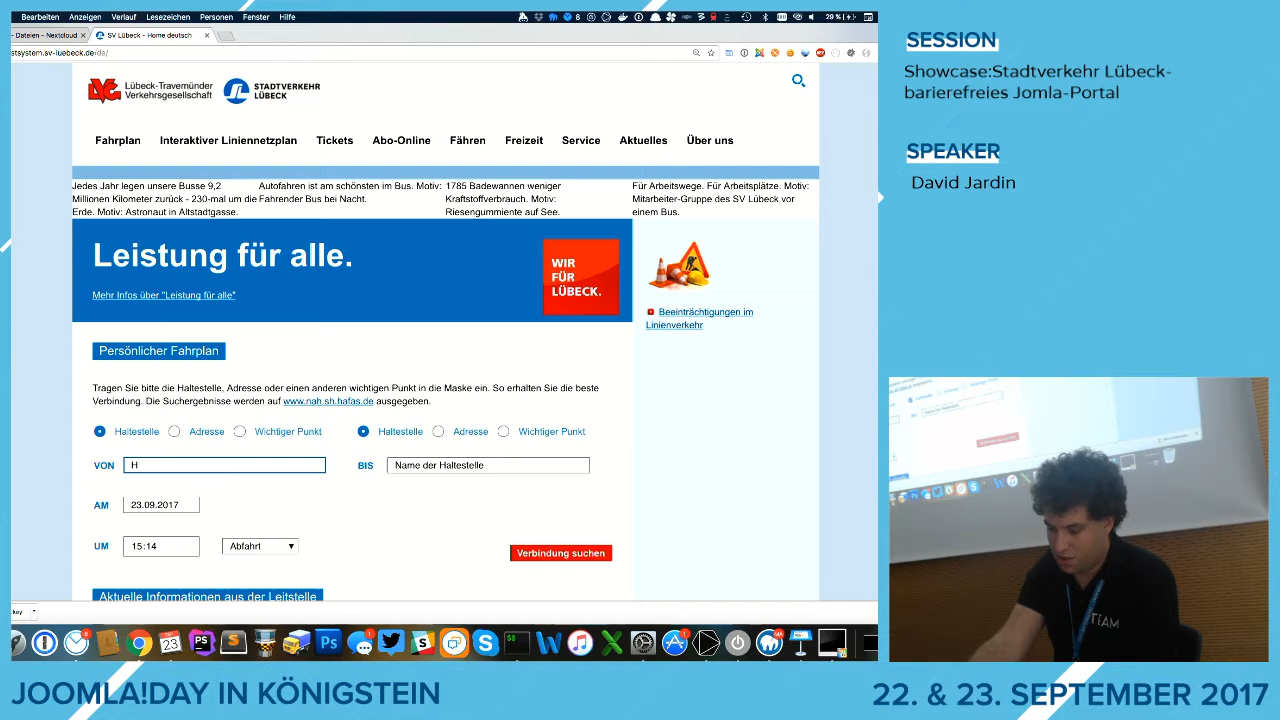 Bearbeiten Anzeigen Verlauf Lesezeichen Personen Fenster Hilfe
8
29 %
- Dateien - Nextcloud
SV Lübeck - Home deutsch
stsystem.sv-luebeck.de/de/
Lübeck-Travemünder
Verkehrsgesellschaft
STADTVERKEHR
LÜBECK
Fahrplan Interaktiver Liniennetzplan Tickets Abo-Online Fähren Freizeit Service Aktuelles Über uns
Jedes Jahr legen unsere Busse 9,2
Millionen Kilometer zurück - 230-mal um die
Erde. Motiv: Astronaut in Altstadtgasse.
Autofahren ist am schönsten im Bus. Motiv:
Fahrender Bus bei Nacht.
1785 Badewannen weniger
Kraftstoffverbrauch. Motiv:
Riesengummiente auf See.
Für Arbeitswege. Für Arbeitsplätze. Motiv:
Mitarbeiter-Gruppe des SV Lübeck vor
einem Bus.
Leistung für alle.
Mehr Infos über "Leistung für alle"
WIR
FÜR
LÜBECK.
Beeinträchtigungen im
Linienverkehr
Persönlicher Fahrplan
Tragen Sie bitte die Haltestelle, Adresse oder einen anderen wichtigen Punkt in die Maske ein. So erhalten Sie die beste
Verbindung. Die Suchergebnisse werden auf www.nah.sh.hafas.de ausgegeben.
Haltestelle Adresse Wichtiger Punkt Haltestelle Adresse Wichtiger Punkt
VON H BIS Name der Haltestelle
AM 23.09.2017
UM 15:14 Abfahrt Verbindung suchen
Aktuelle Informationen aus der Leitstelle
key
SESSION
Showcase:Stadtverkehr Lübeck-
barierefreies Jomla-Portal
SPEAKER
David Jardin
TEAM
JOOMLA!DAY IN KÖNIGSTEIN
22. & 23. SEPTEMBER 2017